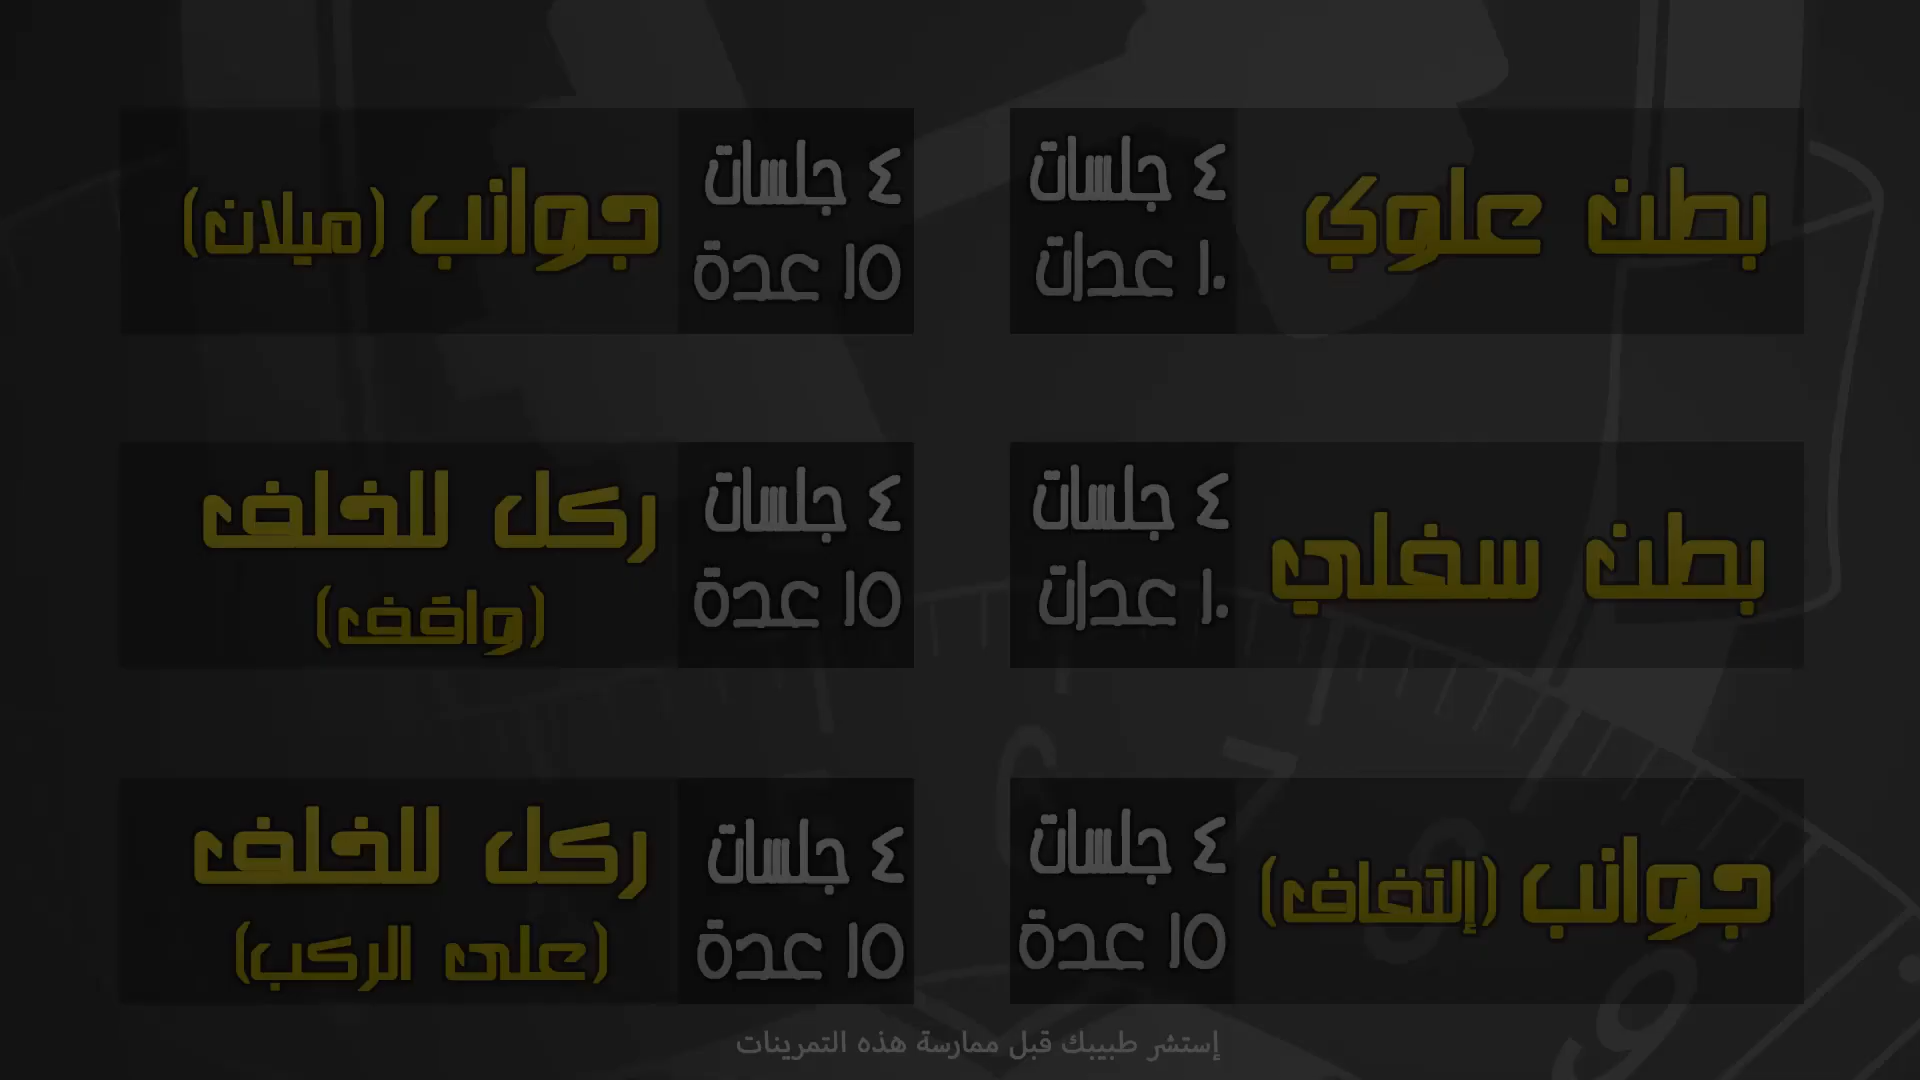 بطن علوي
٤ جلسات
١٠ عدات
جوانب (ميلان)
٤ جلسات
١٥ عدة
بطن سفلي
٤ جلسات
١٠ عدات
ركل للخلف
(واقف)
٤ جلسات
١٥ عدة
جوانب (إلتفاف)
٤ جلسات
١٥ عدة
ركل للخلف
(على الركب)
٤ جلسات
١٥ عدة
إستشر طبيبك قبل ممارسة هذه التمرينات